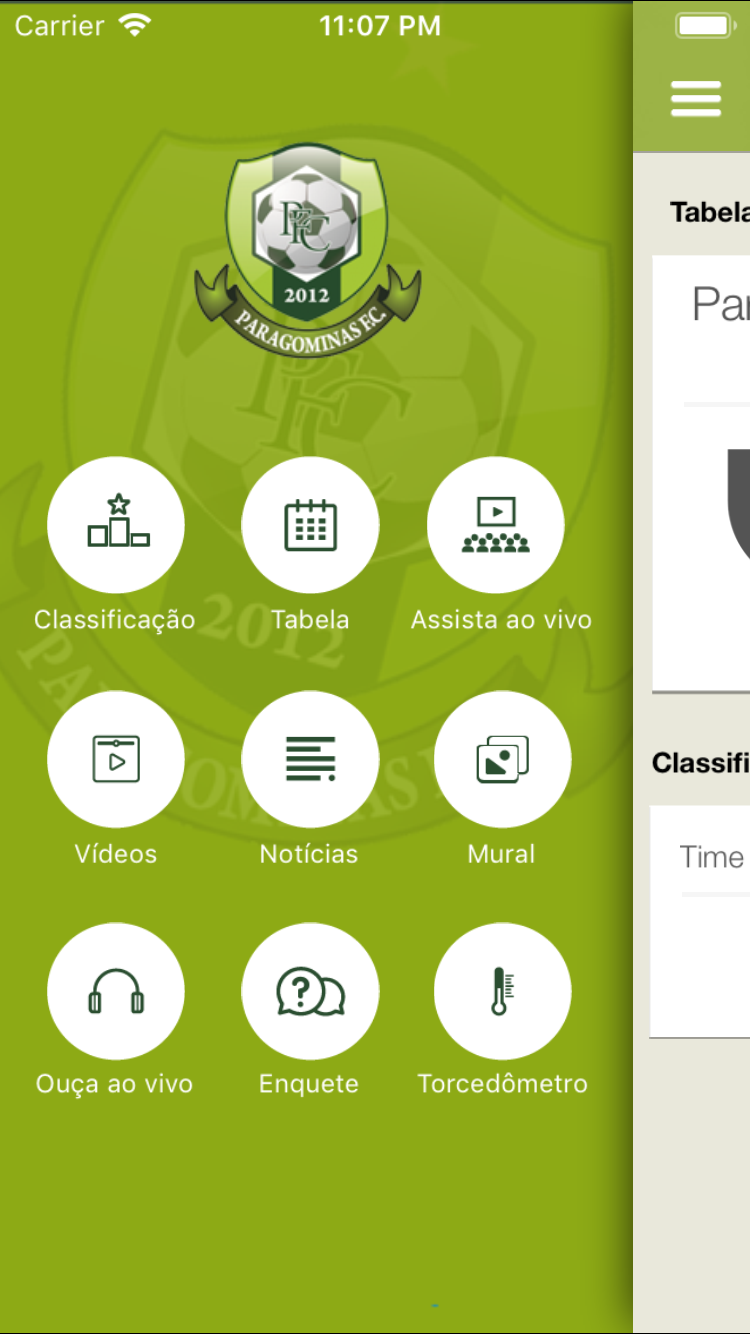 Carrier
11:07 PM
PFC
2012
PARAGOMINAS F.C.
Classificação
Tabela
Assista ao vivo
Vídeos
Notícias
Mural
Ouça ao vivo
Enquete
Torcedômetro
Tabela
Par
Classifi
Time